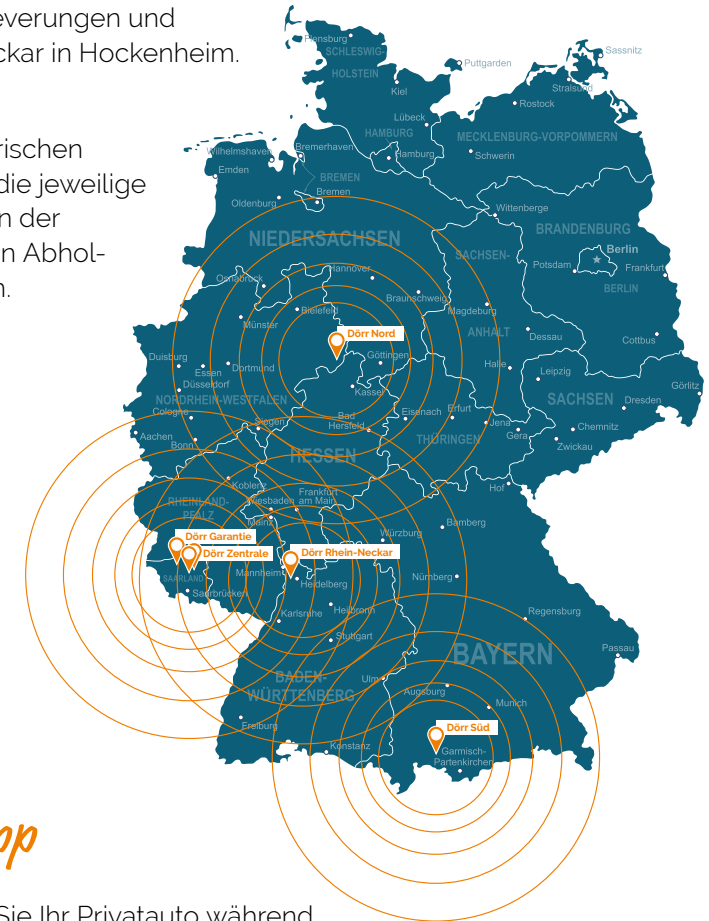 ckar in Hockenheim.
die jeweilige
n der
n Abhol-
Flensburg
SCHLESWIG-
HOLSTEIN
Sassnitz
Puttgarden
Kiel
Stralsund
Rostock
Lübeck
HAMBURG
MECKLENBURG-VORPOMMERN
Wilhelmshaven
Bremerhaven
Hamburg
Schwerin
Emden
BREMEN
Bremen
Oldenburg
Wittenberge
BRANDENBURG
NIEDERSACHSEN
SACHSEN-
Berlin
Potsdam
Frankfurt
Hannover
Osnabrück
BERLIN
Braunschweig
Magdeburg
Bielefeld
Münster
ANHALT
Dörr Nord
Dessau
Cottbus
Göttingen
Duisburg
Essen
Dortmund
Halle
Leipzig
Düsseldorf
Kassel
Görlitz
NORDRHEIN-WESTFALEN
SACHSEN
Dresden
Cologne
Bad
Hersfeld
Eisenach
Erfurt
Siegen
Jena
Gera
Chemnitz
Aachen
Bonn
THÜRINGEN
Zwickau
HESSEN
Koblenz
Hof
Wiesbaden
Frankfurt
am Main
RHEINLAND-
PFALZ
Mainz
Bamberg
Würzburg
Dörr Garantie
Dörr Zentrale
Dörr Rhein-Neckar
Mannheim
SAARLAND
Heidelberg
Nürnberg
Saarbrücken
Heilbronn
Karlsruhe
Regensburg
Stuttgart
BAYERN
Passau
BADEN-
WÜRTTEMBERG
Ulm
Augsburg
Munich
Freiburg
Dörr Süd
Konstanz
Garmisch-
Partenkirchen
Sie Ihr Privatauto während